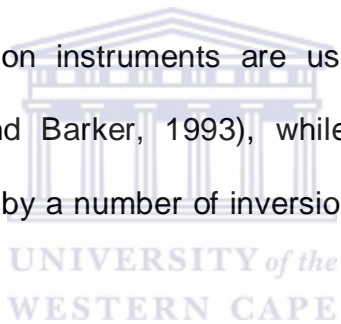 on instruments are us
nd Barker, 1993), while
by a number of inversio
UNIVERSITY of the
WESTERN CAPE